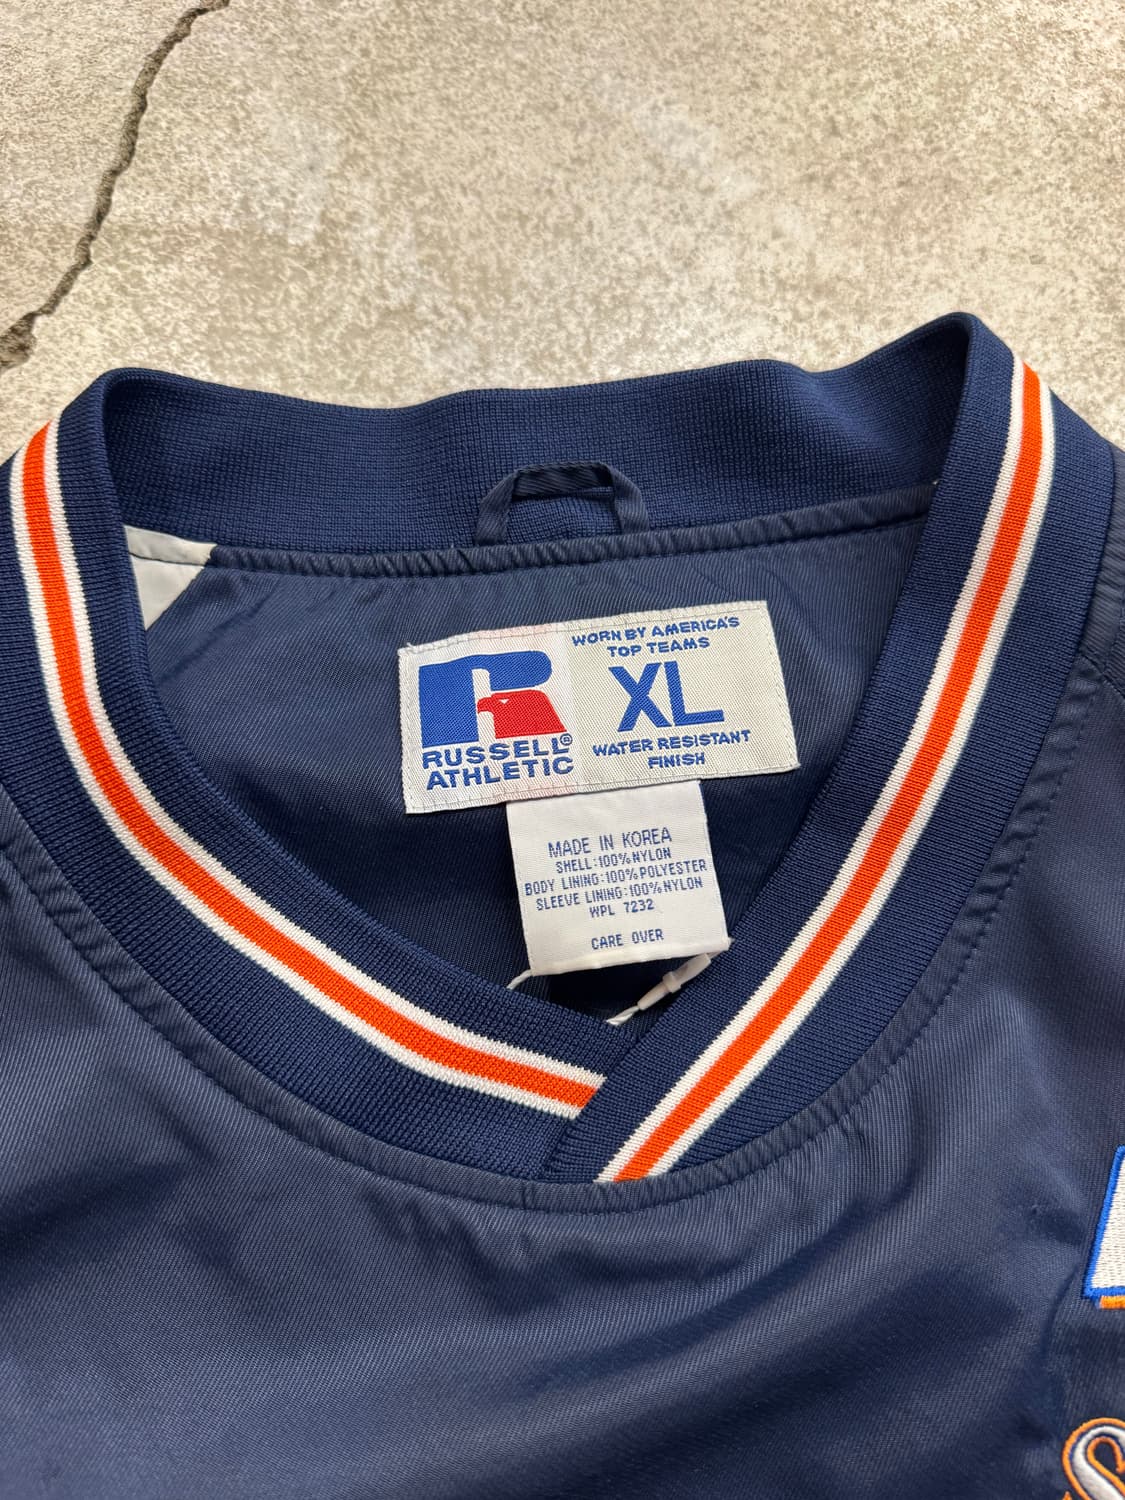 WORN BY AMERICA'S
TOP TEAMS
XL
WATER RESISTANT
FINISH
R
RUSSELL®
ATHLETIC
MADE IN KOREA
SHELL:100%NYLON
BODY LINING:100%POLYESTER
SLEEVE LINING:100%NYLON
WPL 7232
CARE OVER
S